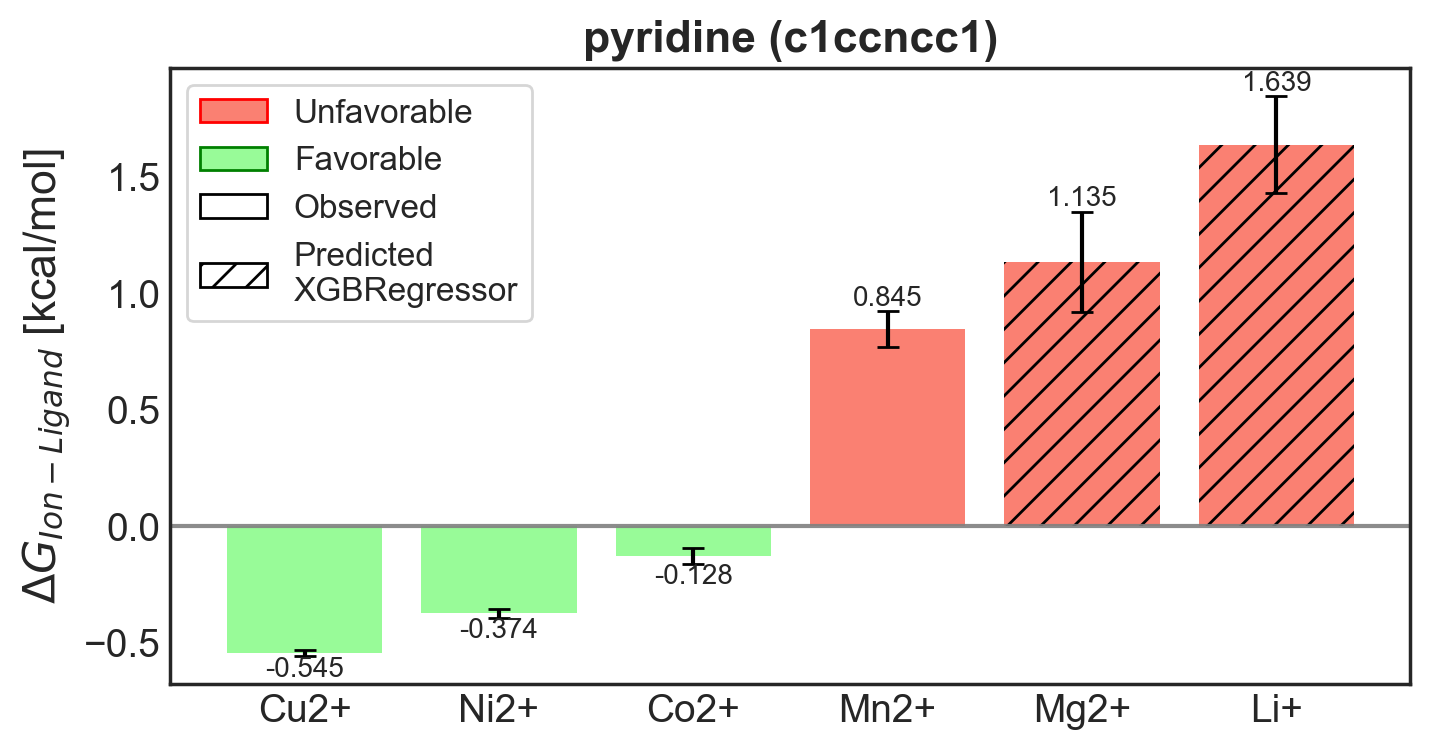 pyridine (c1ccncc1)
ΔG_{Ion−Ligand} [kcal/mol]
1.5
1.0
0.5
0.0
−0.5
Unfavorable
Favorable
Observed
Predicted
XGBRegressor
-0.545
-0.374
-0.128
0.845
1.135
1.639
Cu2+ Ni2+ Co2+ Mn2+ Mg2+ Li+